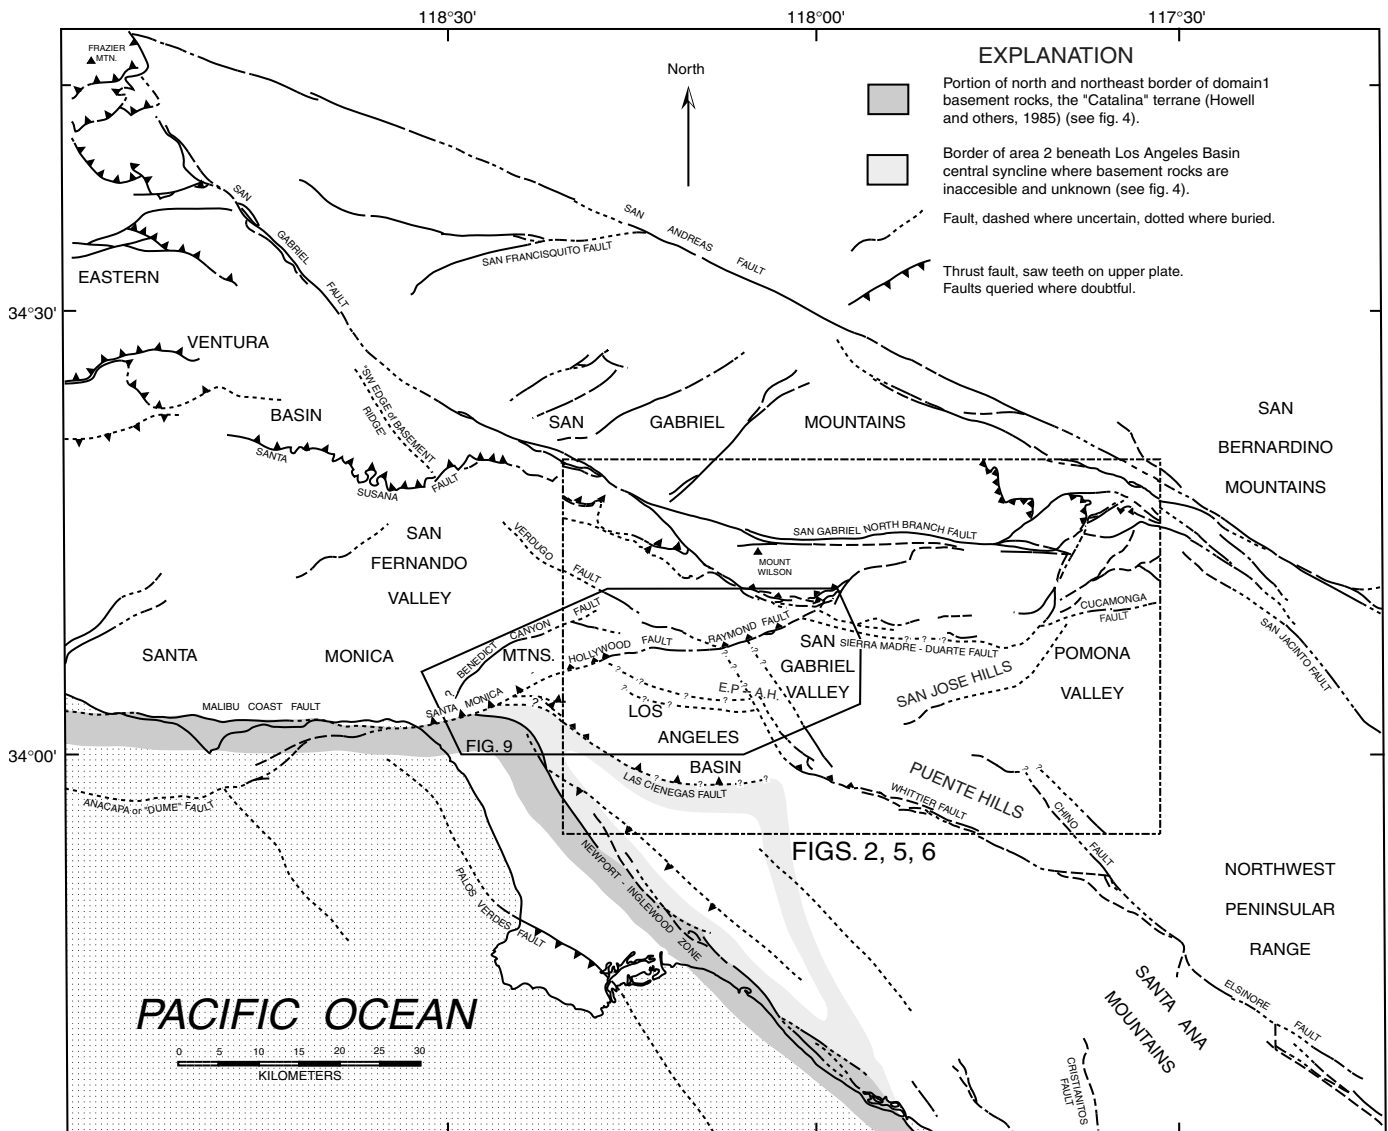 118°30'
118°00'
117°30'
34°30'
34°00'
FRAZIER
MTN.
North
EXPLANATION
Portion of north and northeast border of domain1
basement rocks, the "Catalina" terrane (Howell
and others, 1985) (see fig. 4).
Border of area 2 beneath Los Angeles Basin
central syncline where basement rocks are
inaccesible and unknown (see fig. 4).
Fault, dashed where uncertain, dotted where buried.
Thrust fault, saw teeth on upper plate.
Faults queried where doubtful.
SAN
GABRIEL
FAULT
SAN
ANDREAS
FAULT
SAN FRANCISQUITO FAULT
EASTERN
VENTURA
BASIN
"SW EDGE of BASEMENT
RIDGE"
SANTA
SUSANA
FAULT
SAN
GABRIEL
MOUNTAINS
SAN
BERNARDINO
MOUNTAINS
SAN
FERNANDO
VALLEY
VERDUGO
FAULT
SAN GABRIEL NORTH BRANCH FAULT
MOUNT
WILSON
CUCAMONGA
FAULT
SAN JACINTO FAULT
SANTA
MONICA
MTNS.
BENEDICT CANYON FAULT
HOLLYWOOD FAULT
RAYMOND FAULT
SAN
GABRIEL
VALLEY
SIERRA MADRE - DUARTE FAULT
POMONA
VALLEY
SAN JOSE HILLS
E.P. - A.H.
?
SANTA MONICA
MALIBU COAST FAULT
LOS
ANGELES
BASIN
FIG. 9
LAS CIENEGAS FAULT
WHITTIER FAULT
PUENTE HILLS
CHINO
FAULT
ANACAPA or "DUME" FAULT
FIGS. 2, 5, 6
NEWPORT - INGLEWOOD ZONE
PALOS VERDES FAULT
NORTHWEST
PENINSULAR
RANGE
SANTA ANA
MOUNTAINS
ELSINORE
FAULT
CRISTIANITOS
FAULT
PACIFIC OCEAN
0 5 10 15 20 25 30
KILOMETERS